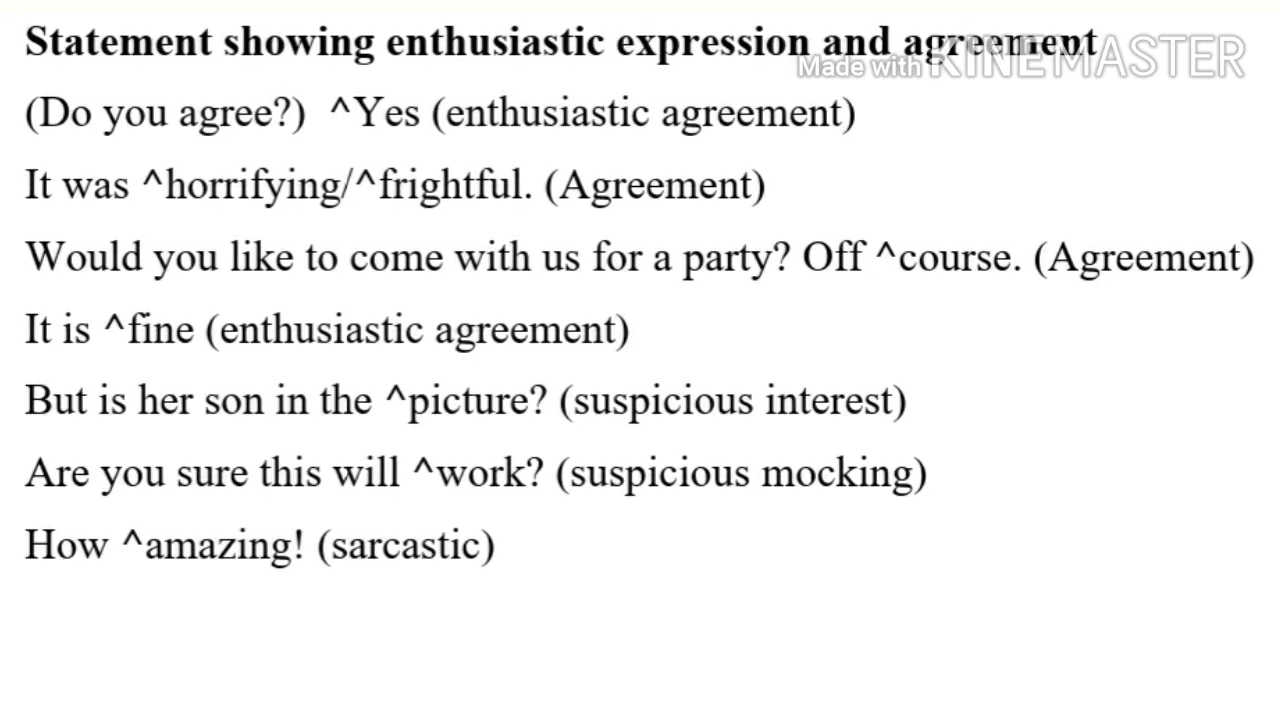 Statement showing enthusiastic expression and agreement
Made with KINEMASTER
(Do you agree?) ^Yes (enthusiastic agreement)
It was ^horrifying/^frightful. (Agreement)
Would you like to come with us for a party? Off ^course. (Agreement)
It is ^fine (enthusiastic agreement)
But is her son in the ^picture? (suspicious interest)
Are you sure this will ^work? (suspicious mocking)
How ^amazing! (sarcastic)